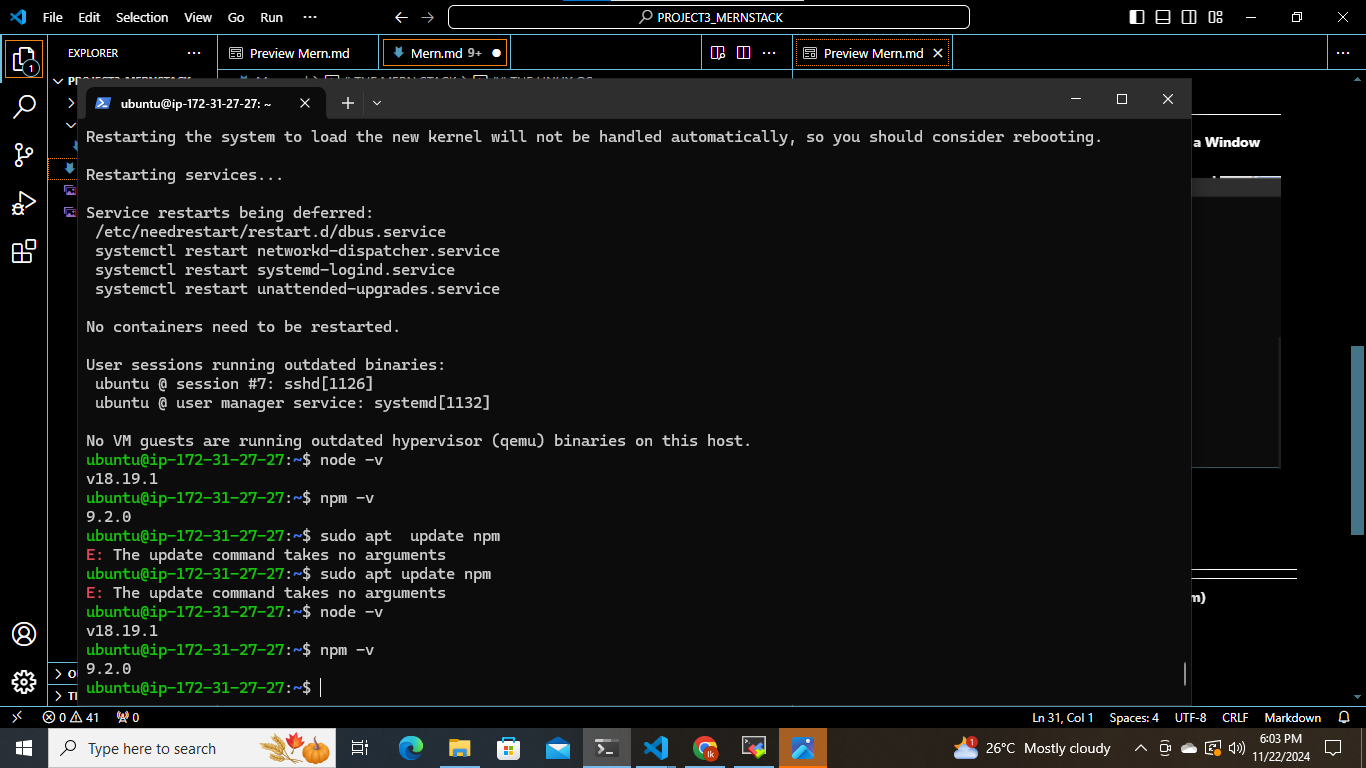 File Edit Selection View Go Run ··· PROJECT3_MERNSTACK
EXPLORER ··· Preview Mern.md Mern.md 9+ ··· Preview Mern.md ···
1
ubuntu@ip-172-31-27-27: ~
Restarting the system to load the new kernel will not be handled automatically, so you should consider rebooting.
a Window
Restarting services...
Service restarts being deferred:
/etc/needrestart/restart.d/dbus.service
systemctl restart networkd-dispatcher.service
systemctl restart systemd-logind.service
systemctl restart unattended-upgrades.service
No containers need to be restarted.
User sessions running outdated binaries:
ubuntu @ session #7: sshd[1126]
ubuntu @ user manager service: systemd[1132]
No VM guests are running outdated hypervisor (qemu) binaries on this host.
ubuntu@ip-172-31-27-27:~$ node -v
v18.19.1
ubuntu@ip-172-31-27-27:~$ npm -v
9.2.0
ubuntu@ip-172-31-27-27:~$ sudo apt  update npm
E: The update command takes no arguments
ubuntu@ip-172-31-27-27:~$ sudo apt update npm
E: The update command takes no arguments
m)
ubuntu@ip-172-31-27-27:~$ node -v
v18.19.1
ubuntu@ip-172-31-27-27:~$ npm -v
9.2.0
ubuntu@ip-172-31-27-27:~$
0 41 0 Ln 31, Col 1 Spaces: 4 UTF-8 CRLF Markdown
Type here to search 1 26°C Mostly cloudy 6:03 PM
11/22/2024